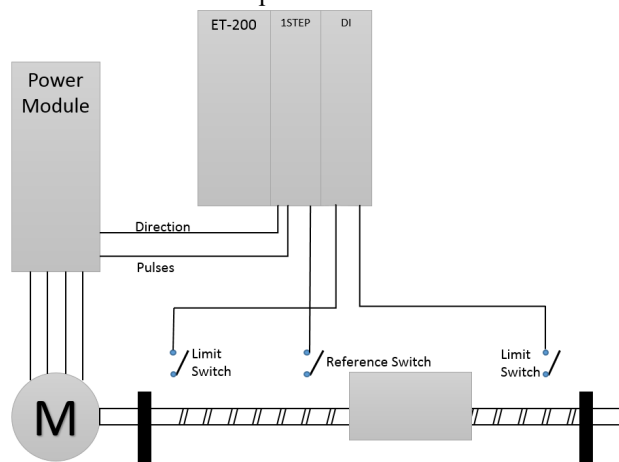 ET-200
1STEP
DI
Power
Module
Direction
Pulses
Limit
Switch
Reference Switch
Limit
Switch
M